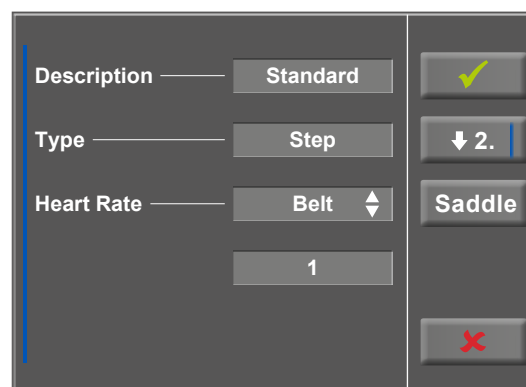 Description Standard
Type Step
2.
Heart Rate Belt
Saddle
1